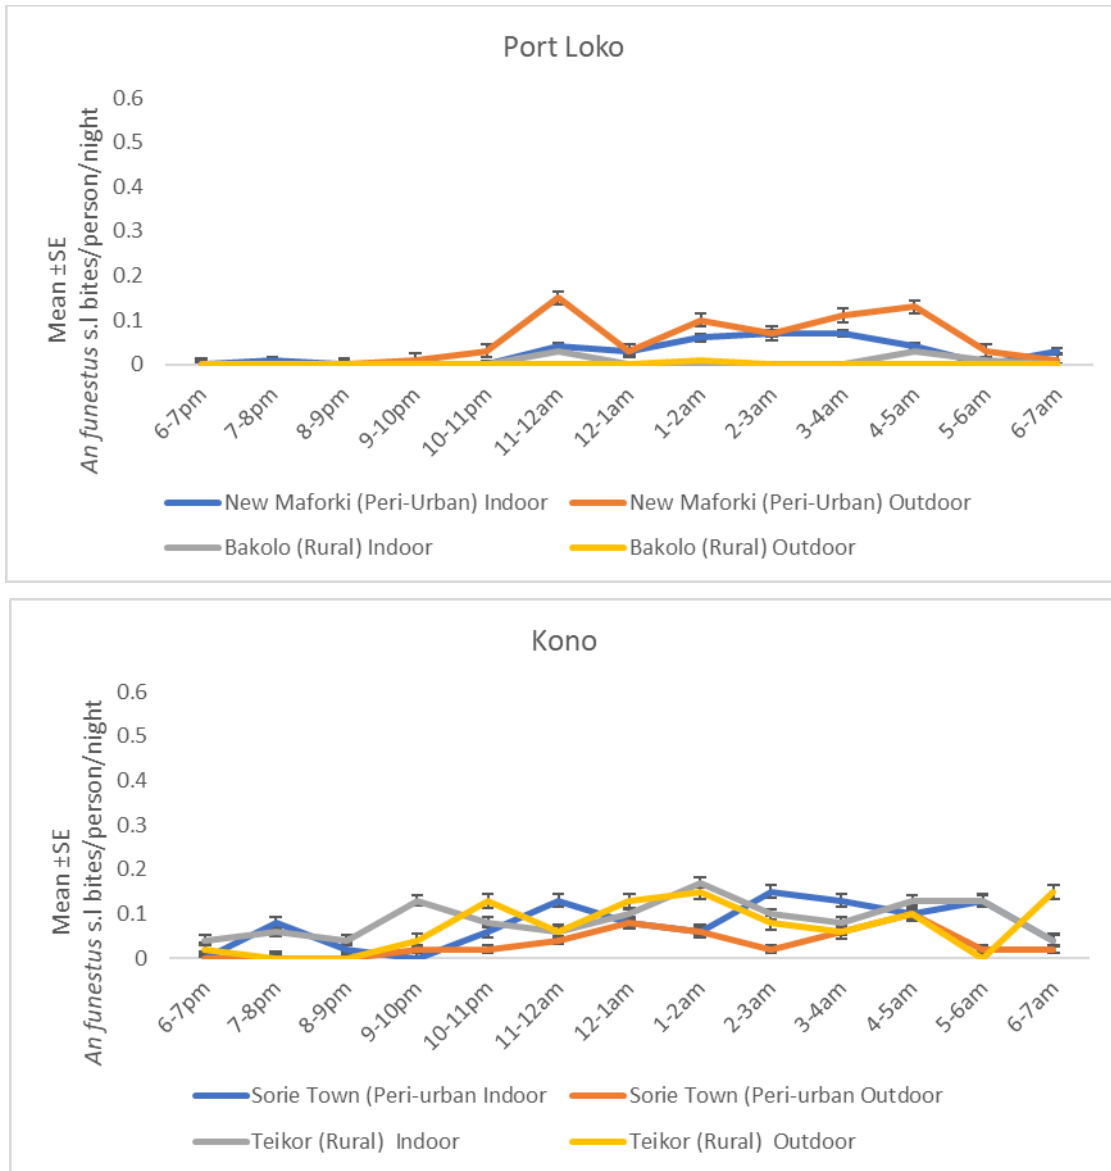 Port Loko
Mean ±SE
An funestus s.l bites/person/night
0.6
0.5
0.4
0.3
0.2
0.1
0
6-7pm
7-8pm
8-9pm
9-10pm
10-11pm
11-12am
12-1am
1-2am
2-3am
3-4am
4-5am
5-6am
6-7am
New Maforki (Peri-Urban) Indoor
New Maforki (Peri-Urban) Outdoor
Bakolo (Rural) Indoor
Bakolo (Rural) Outdoor
Kono
Mean ±SE
An funestus s.l bites/person/night
0.6
0.5
0.4
0.3
0.2
0.1
0
6-7pm
7-8pm
8-9pm
9-10pm
10-11pm
11-12am
12-1am
1-2am
2-3am
3-4am
4-5am
5-6am
6-7am
Sorie Town (Peri-urban Indoor
Sorie Town (Peri-urban Outdoor
Teikor (Rural) Indoor
Teikor (Rural) Outdoor